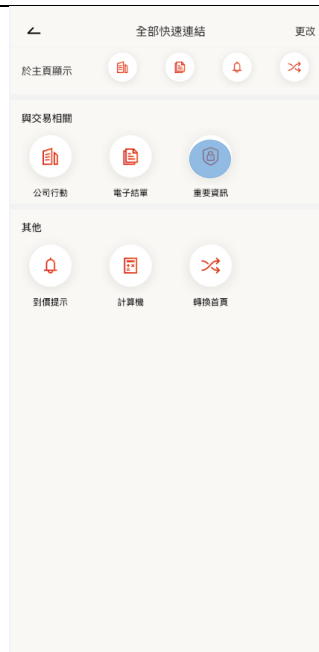 全部快速連結 更改
於主頁顯示
與交易相關
公司行動 電子結單 重要資訊
其他
到價提示 計算機 轉換首頁